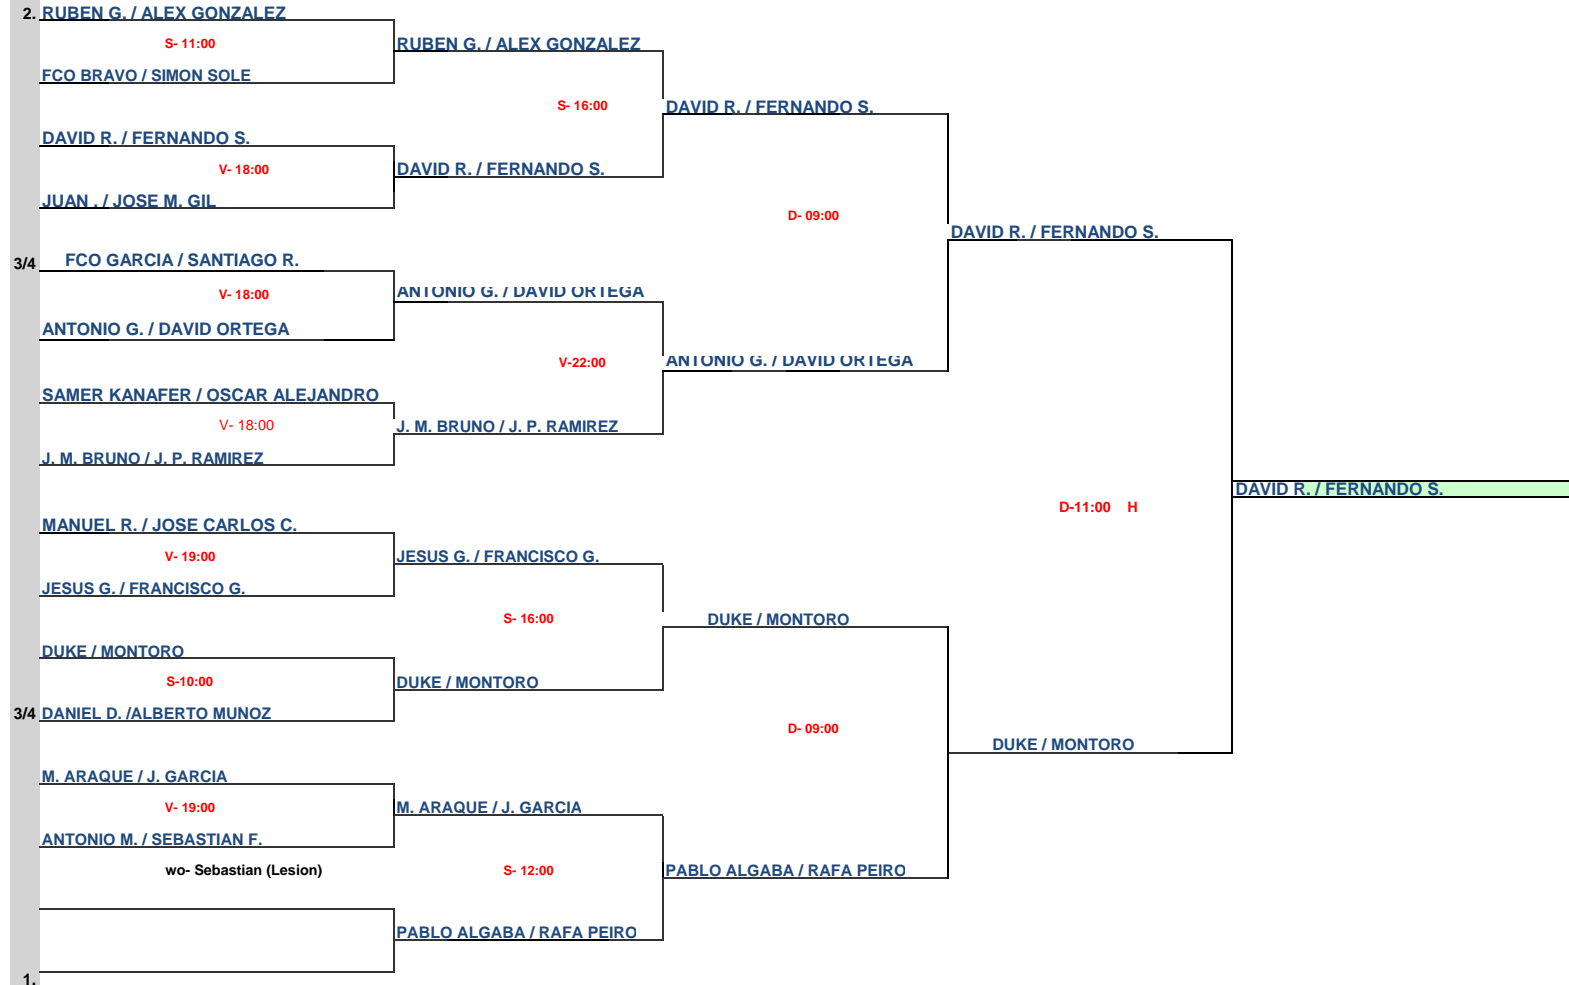 2. RUBEN G. / ALEX GONZALEZ
S- 11:00
RUBEN G. / ALEX GONZALEZ
FCO BRAVO / SIMON SOLE
S- 16:00
DAVID R. / FERNANDO S.
DAVID R. / FERNANDO S.
V- 18:00
DAVID R. / FERNANDO S.
JUAN . / JOSE M. GIL
D- 09:00
DAVID R. / FERNANDO S.
3/4 FCO GARCIA / SANTIAGO R.
V- 18:00
ANTONIO G. / DAVID ORTEGA
ANTONIO G. / DAVID ORTEGA
V-22:00
ANTONIO G. / DAVID ORTEGA
SAMER KANAFER / OSCAR ALEJANDRO
V- 18:00
J. M. BRUNO / J. P. RAMIREZ
J. M. BRUNO / J. P. RAMIREZ
DAVID R. / FERNANDO S.
D-11:00 H
MANUEL R. / JOSE CARLOS C.
V- 19:00
JESUS G. / FRANCISCO G.
JESUS G. / FRANCISCO G.
S- 16:00
DUKE / MONTORO
DUKE / MONTORO
S-10:00
DUKE / MONTORO
3/4 DANIEL D. /ALBERTO MUNOZ
D- 09:00
DUKE / MONTORO
M. ARAQUE / J. GARCIA
V- 19:00
M. ARAQUE / J. GARCIA
ANTONIO M. / SEBASTIAN F.
wo- Sebastian (Lesion)
S- 12:00
PABLO ALGABA / RAFA PEIRO
PABLO ALGABA / RAFA PEIRO
1.